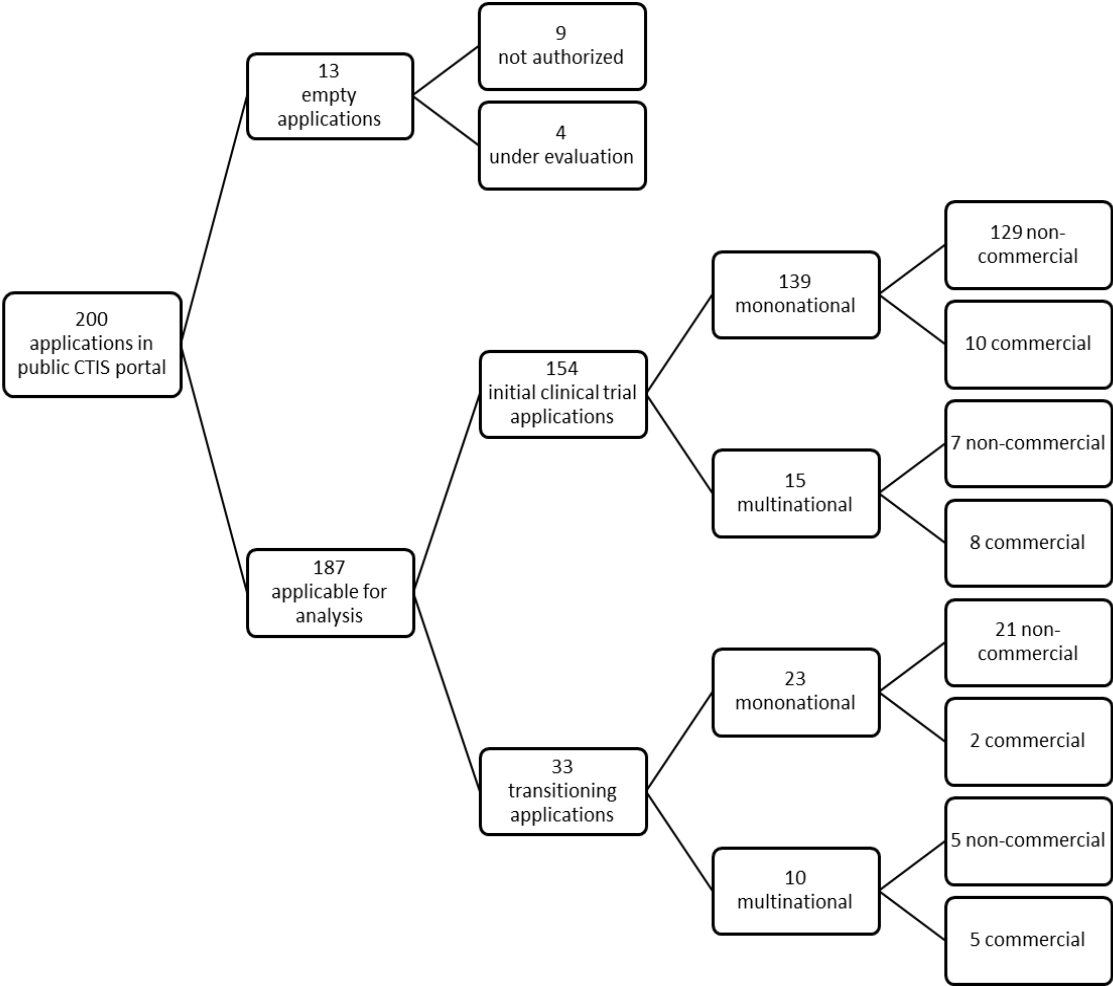 9
not authorized
13
empty
applications
4
under evaluation
129 non-
commercial
139
mononational
200
applications in
public CTIS portal
10 commercial
154
initial clinical trial
applications
7 non-commercial
15
multinational
8 commercial
187
applicable for
analysis
21 non-
commercial
23
mononational
2 commercial
33
transitioning
applications
5 non-commercial
10
multinational
5 commercial